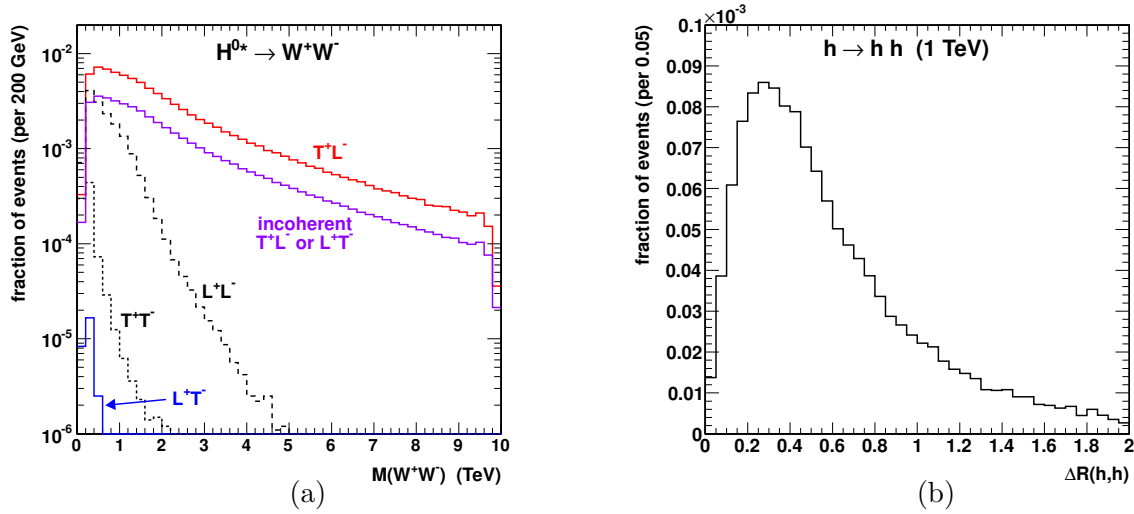 H⁰* → W⁺W⁻
fraction of events (per 200 GeV)
10⁻²
10⁻³
10⁻⁴
10⁻⁵
10⁻⁶
T⁺L⁻
incoherent
T⁺L⁻ or L⁺T⁻
L⁺L⁻
T⁺T⁻
L⁺T⁻
0 1 2 3 4 5 6 7 8 9 10
M(W⁺W⁻) (TeV)
(a)
×10⁻³
h → h h (1 TeV)
fraction of events (per 0.05)
0.1
0.09
0.08
0.07
0.06
0.05
0.04
0.03
0.02
0.01
0
0 0.2 0.4 0.6 0.8 1 1.2 1.4 1.6 1.8 2
ΔR(h,h)
(b)